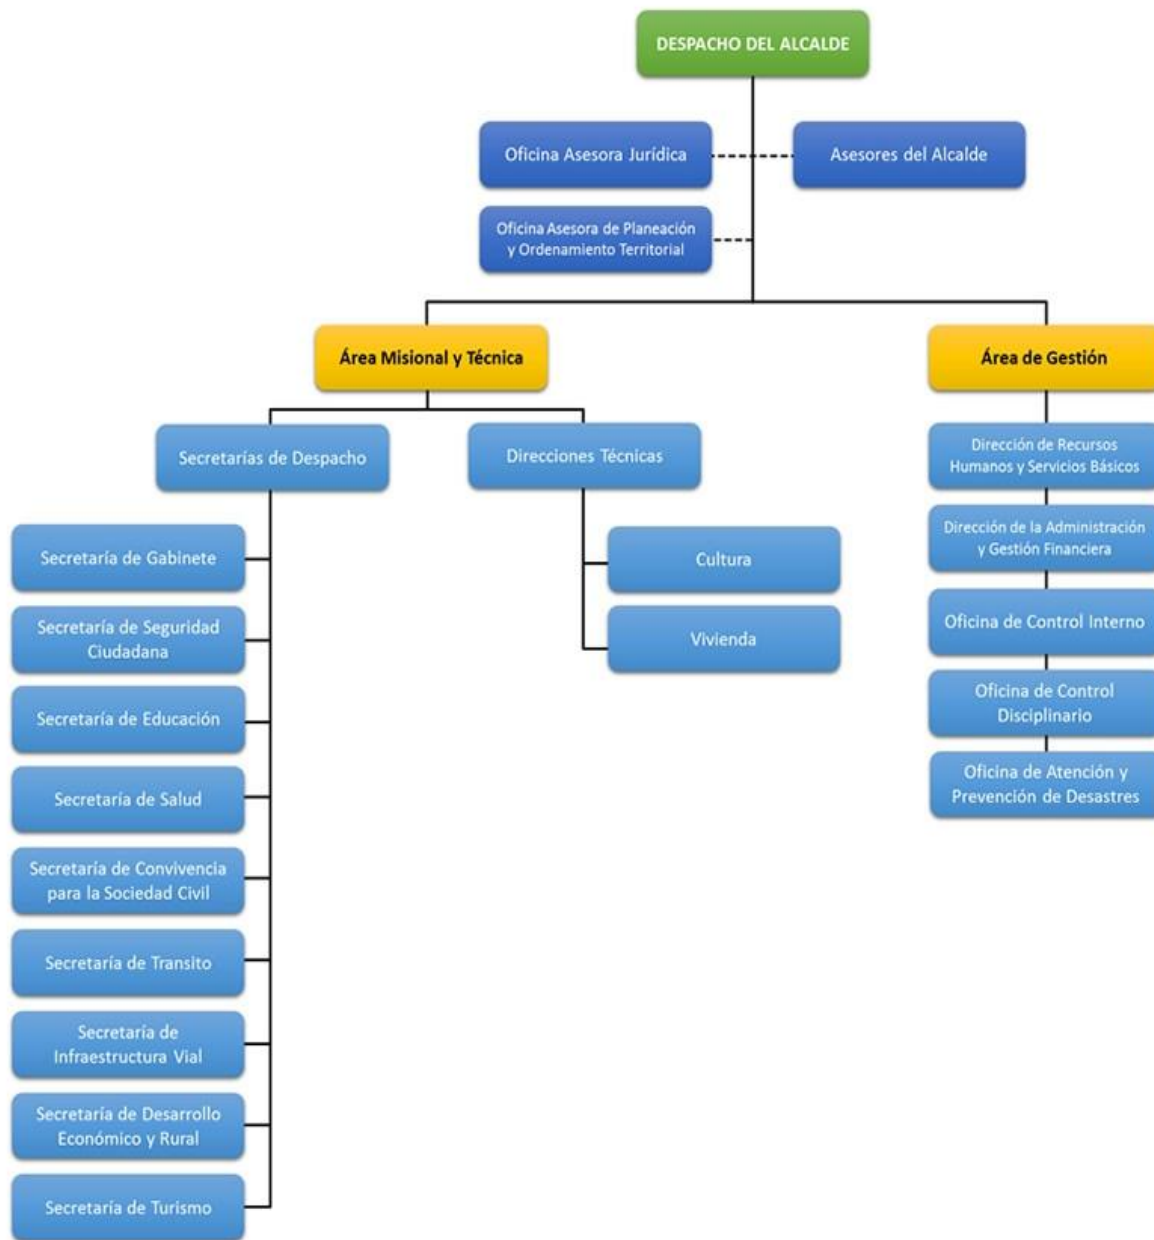 DESPACHO DEL ALCALDE
Oficina Asesora Jurídica
Asesores del Alcalde
Oficina Asesora de Planeación
y Ordenamiento Territorial
Área Misional y Técnica
Área de Gestión
Secretarías de Despacho
Direcciones Técnicas
Secretaría de Gabinete
Secretaría de Seguridad
Ciudadana
Secretaría de Educación
Secretaría de Salud
Secretaría de Convivencia
para la Sociedad Civil
Secretaría de Transito
Secretaría de
Infraestructura Vial
Secretaría de Desarrollo
Económico y Rural
Secretaría de Turismo
Cultura
Vivienda
Dirección de Recursos
Humanos y Servicios Básicos
Dirección de la Administración
y Gestión Financiera
Oficina de Control Interno
Oficina de Control
Disciplinario
Oficina de Atención y
Prevención de Desastres